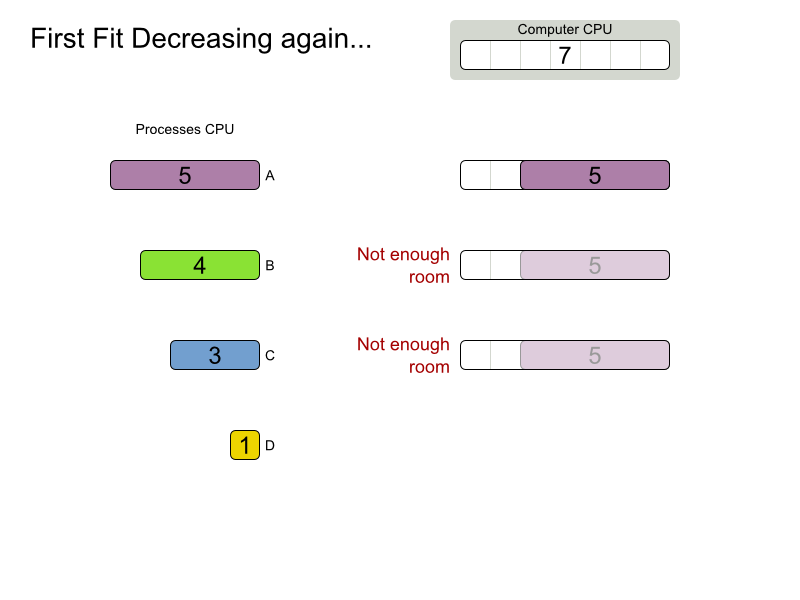 First Fit Decreasing again...
Computer CPU
7
Processes CPU
5 A 5
4 B Not enough room 5
3 C Not enough room 5
1 D